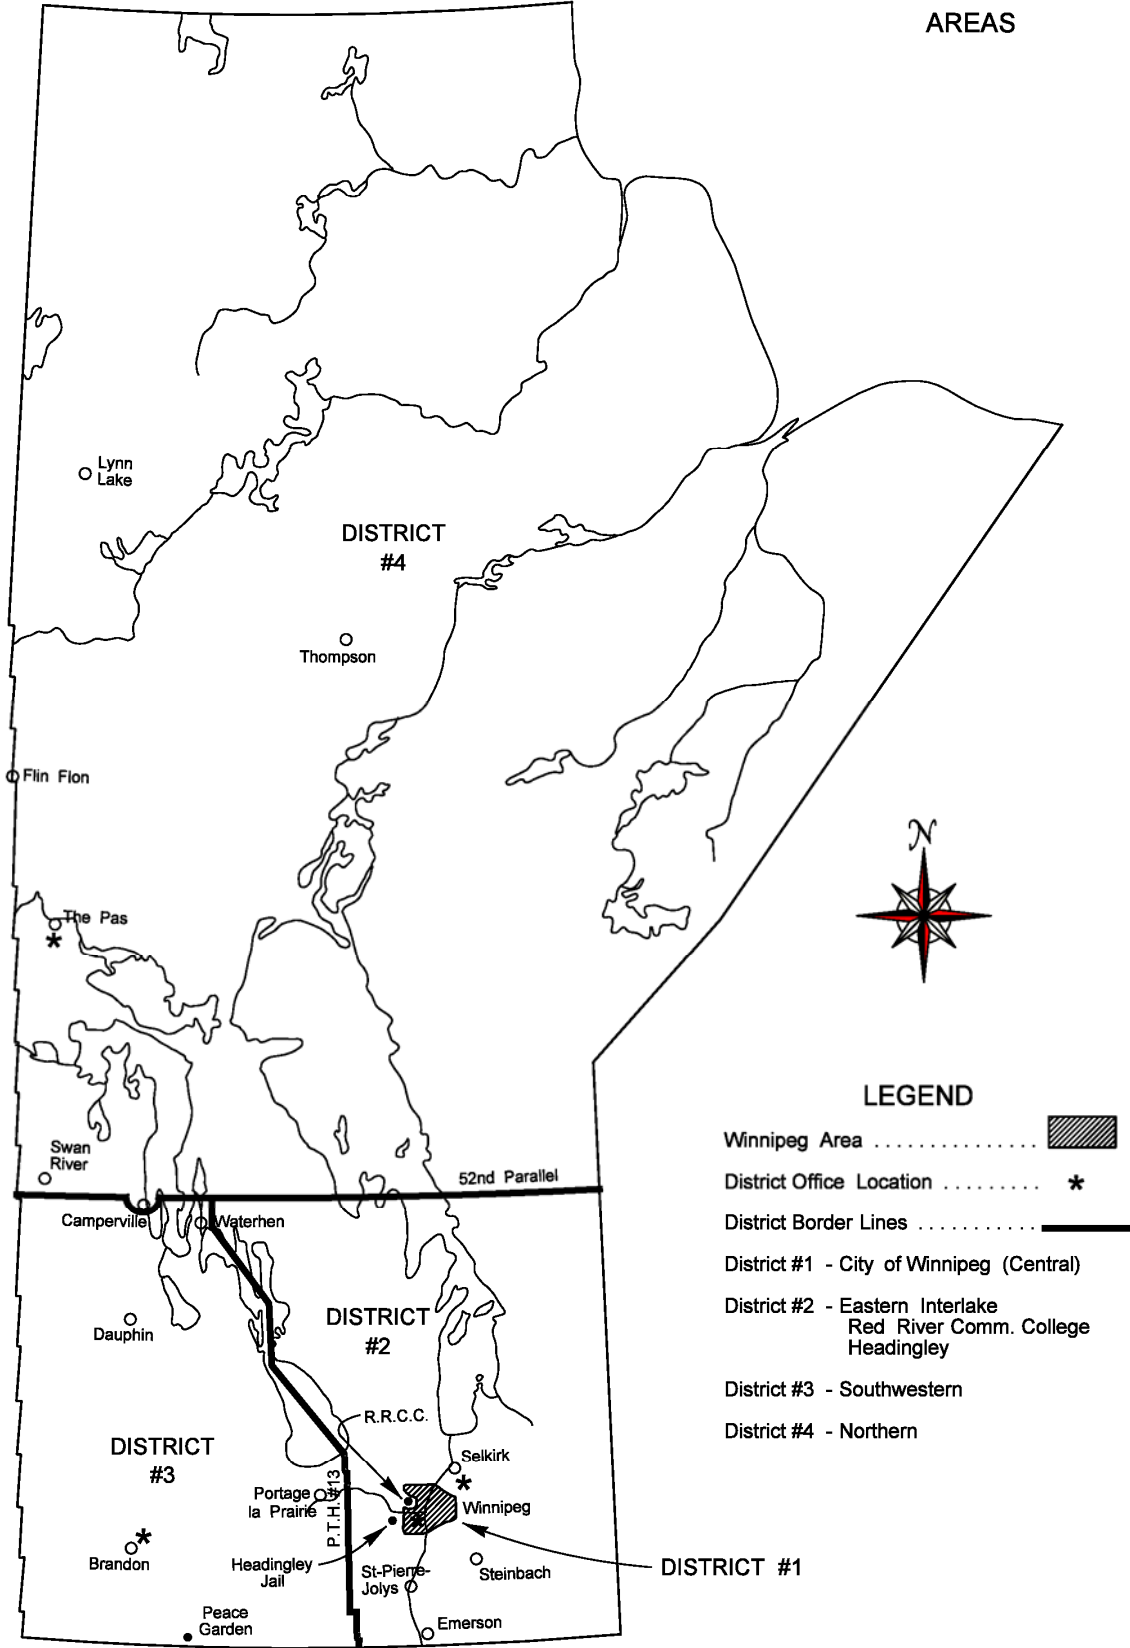 AREAS
Lynn
Lake
DISTRICT
#4
Thompson
Flin Flon
N
The Pas
*
LEGEND
Winnipeg Area ...............
District Office Location ......... *
District Border Lines ...........
District #1 - City of Winnipeg (Central)
District #2 - Eastern Interlake
Red River Comm. College
Headingley
District #3 - Southwestern
District #4 - Northern
Swan
River
52nd Parallel
Camperville
Waterhen
DISTRICT
#2
Dauphin
R.R.C.C.
DISTRICT
#3
Selkirk
*
P.T.H. #13
Portage
la Prairie
Winnipeg
*
*
Brandon
Headingley
Jail
St-Pierre-
Jolys
Steinbach
DISTRICT #1
Peace
Garden
Emerson